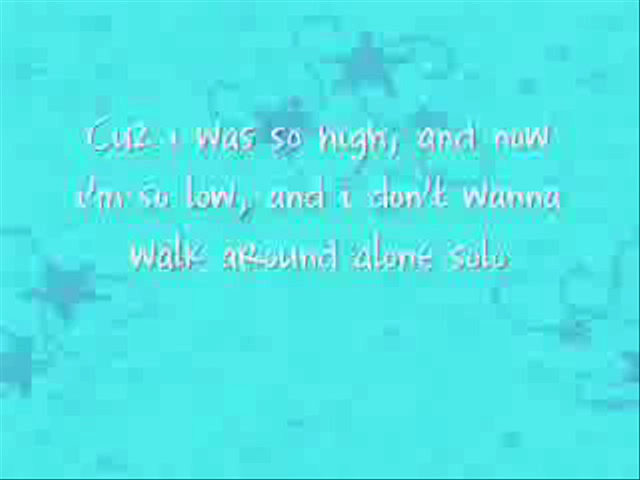 Cuz i was so high, and now
i'm so low, and i don't wanna
walk around alone solo